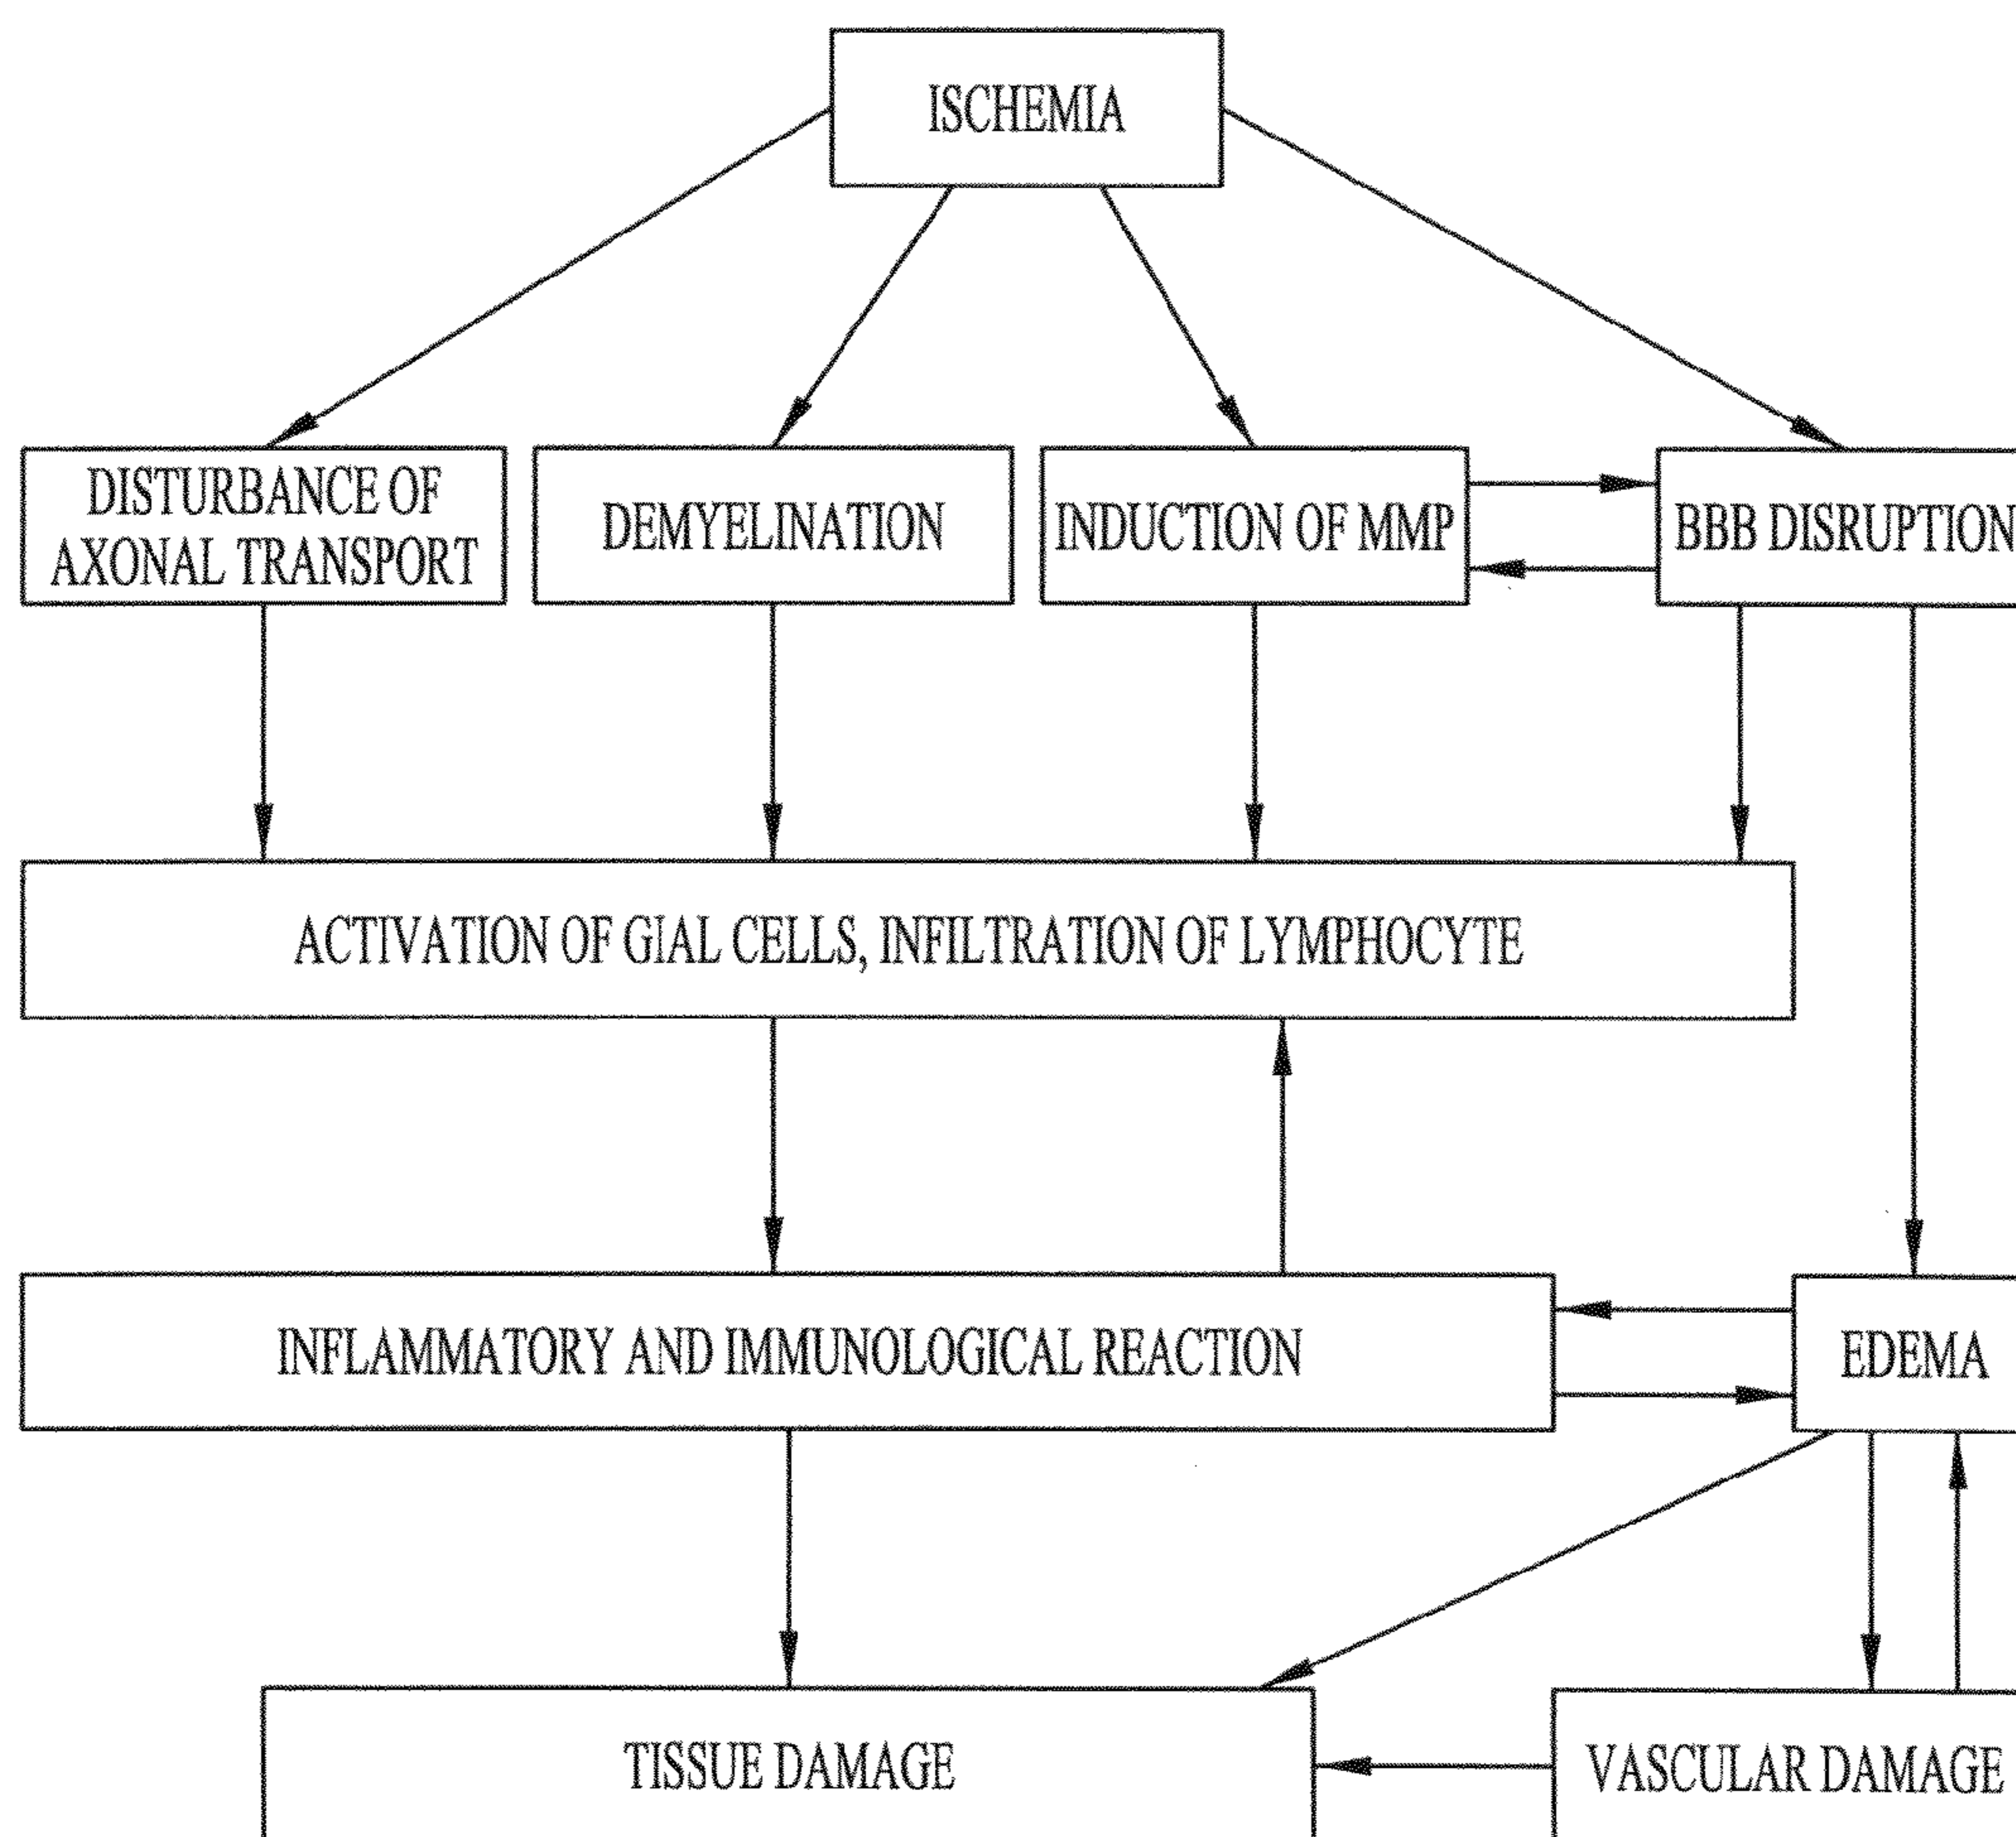 ISCHEMIA
DISTURBANCE OF
AXONAL TRANSPORT
DEMYELINATION
INDUCTION OF MMP
BBB DISRUPTION
ACTIVATION OF GIAL CELLS, INFILTRATION OF LYMPHOCYTE
INFLAMMATORY AND IMMUNOLOGICAL REACTION
EDEMA
TISSUE DAMAGE
VASCULAR DAMAGE